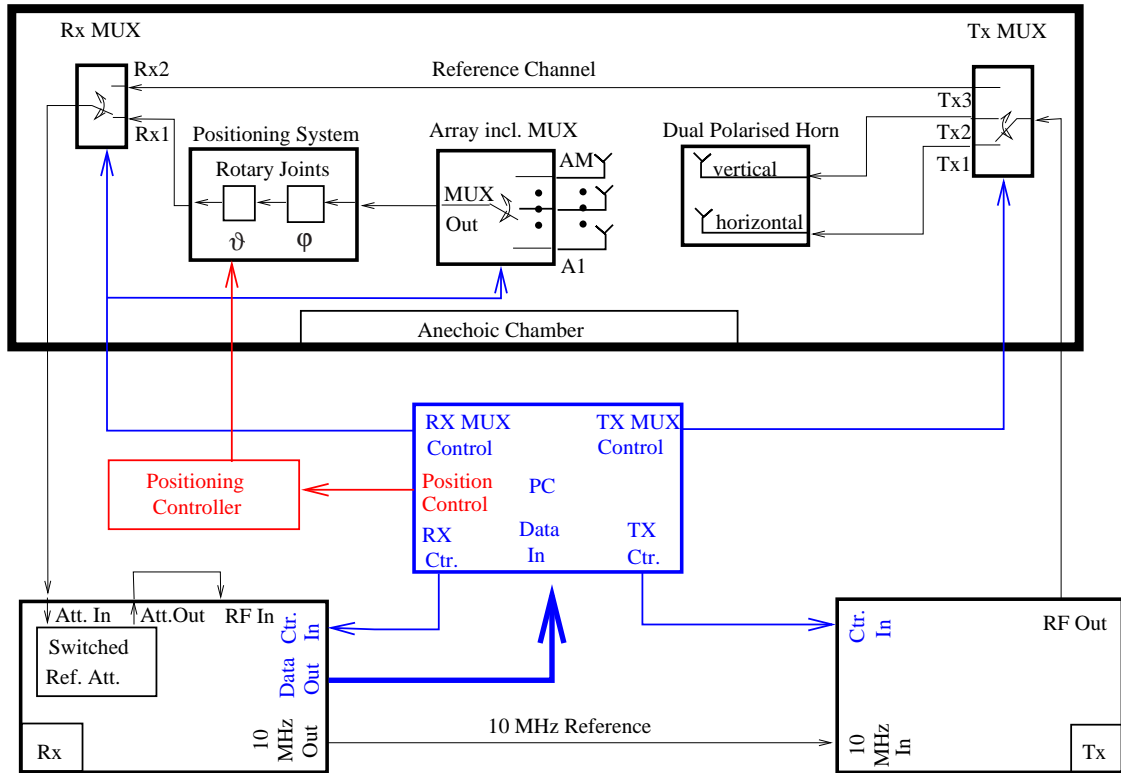 Rx MUX
Tx MUX
Rx2
Reference Channel
Tx3
Rx1
Positioning System
Array incl. MUX
Dual Polarised Horn
Tx2
Tx1
Rotary Joints
AM
vertical
MUX
Out
horizontal
ϑ
φ
A1
Anechoic Chamber
RX MUX
Control
TX MUX
Control
Positioning
Controller
Position
Control
PC
RX
Ctr.
Data
In
TX
Ctr.
Att. In
Att.Out
RF In
Ctr.
In
Switched
Ref. Att.
Data
Out
10
MHz
Out
Rx
10 MHz Reference
Ctr.
In
RF Out
10
MHz
In
Tx